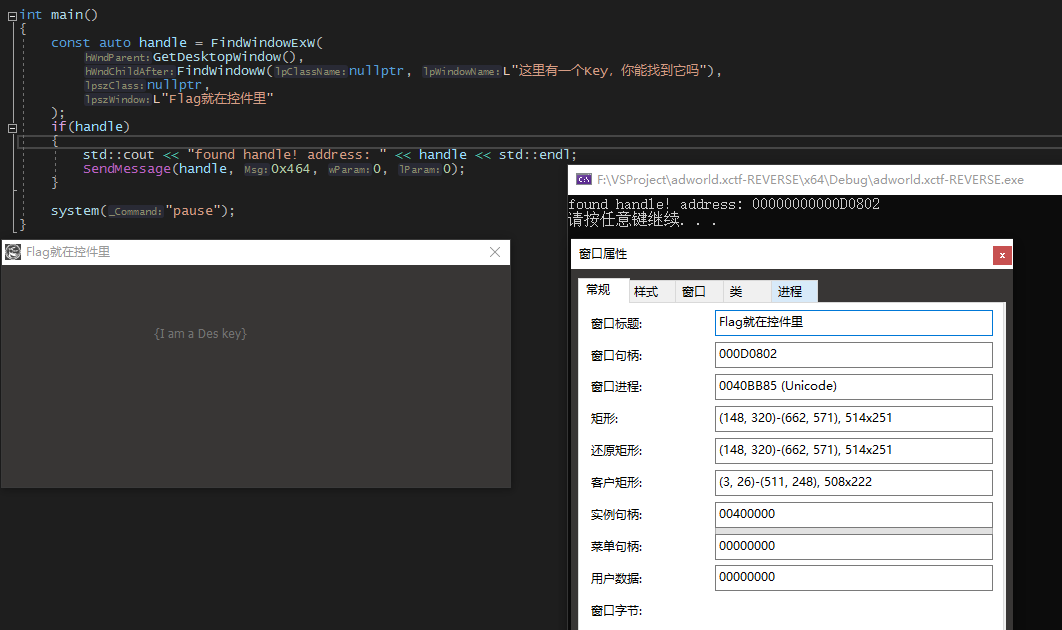 int main()
{
const auto handle = FindWindowExW(
hWndParent: GetDesktopWindow(),
hWndChildAfter: FindWindowW( lpClassName: nullptr, lpWindowName: L"这里有一个Key，你能找到它吗"),
lpszClass: nullptr,
lpszWindow: L"Flag就在控件里"
);
if(handle)
{
std::cout << "found handle! address: " << handle << std::endl;
SendMessage(handle, Msg: 0x464, wParam: 0, lParam: 0);
}
system( _Command: "pause");
}
Flag就在控件里
{I am a Des key}
F:\VSProject\adworld.xctf-REVERSE\x64\Debug\adworld.xctf-REVERSE.exe
found handle! address: 00000000000D0802
请按任意键继续. . .
窗口属性
x
常规 样式 窗口 类 进程
窗口标题: Flag就在控件里
窗口句柄: 000D0802
窗口进程: 0040BB85 (Unicode)
矩形: (148, 320)-(662, 571), 514x251
还原矩形: (148, 320)-(662, 571), 514x251
客户矩形: (3, 26)-(511, 248), 508x222
实例句柄: 00400000
菜单句柄: 00000000
用户数据: 00000000
窗口字节: